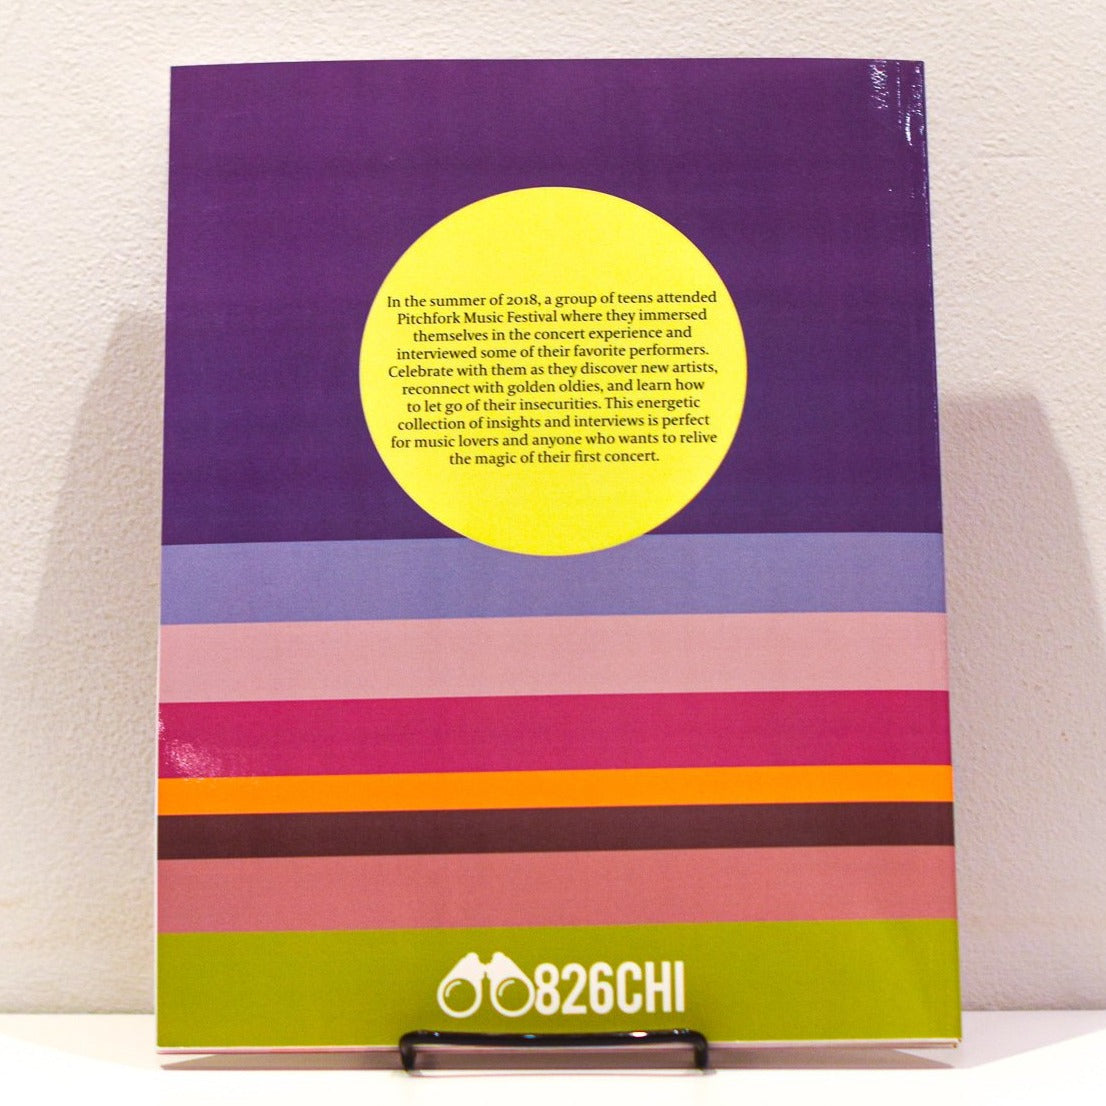 In the summer of 2018, a group of teens attended
Pitchfork Music Festival where they immersed
themselves in the concert experience and
interviewed some of their favorite performers.
Celebrate with them as they discover new artists,
reconnect with golden oldies, and learn how
to let go of their insecurities. This energetic
collection of insights and interviews is perfect
for music lovers and anyone who wants to relive
the magic of their first concert.
826CHI